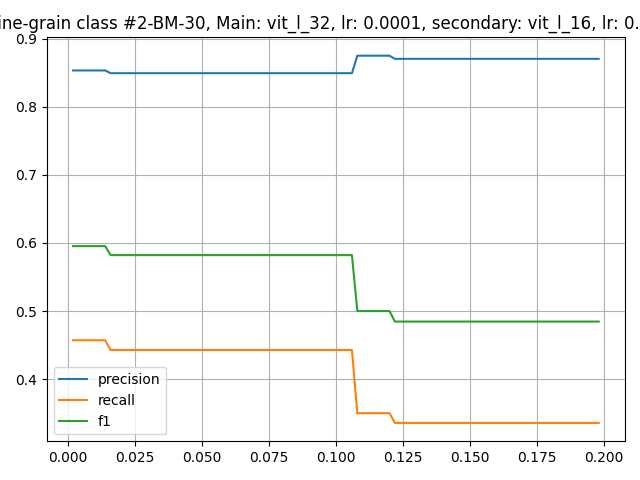 ine-grain class #2-BM-30, Main: vit_l_32, lr: 0.0001, secondary: vit_l_16, lr: 0.
0.9
0.8
0.7
0.6
0.5
0.4
precision
recall
f1
0.000 0.025 0.050 0.075 0.100 0.125 0.150 0.175 0.200